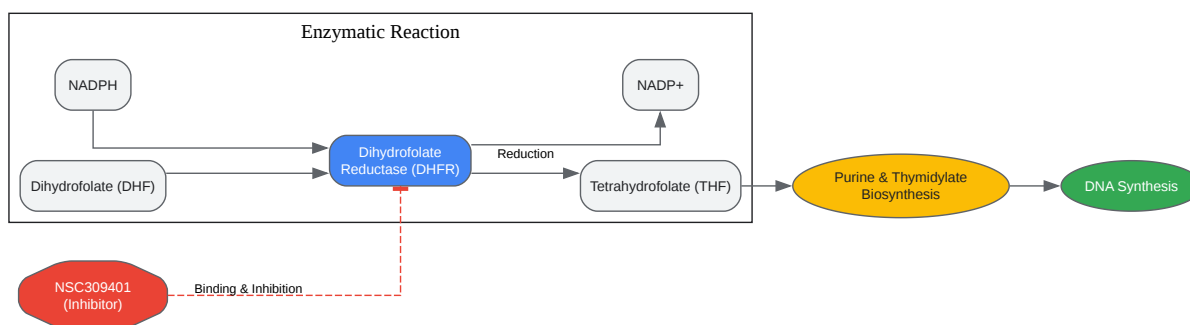 Enzymatic Reaction
NADPH
NADP+
Dihydrofolate
Reductase (DHFR)
Reduction
Dihydrofolate (DHF)
Tetrahydrofolate (THF)
Purine & Thymidylate
Biosynthesis
DNA Synthesis
NSC309401
(Inhibitor)
Binding & Inhibition